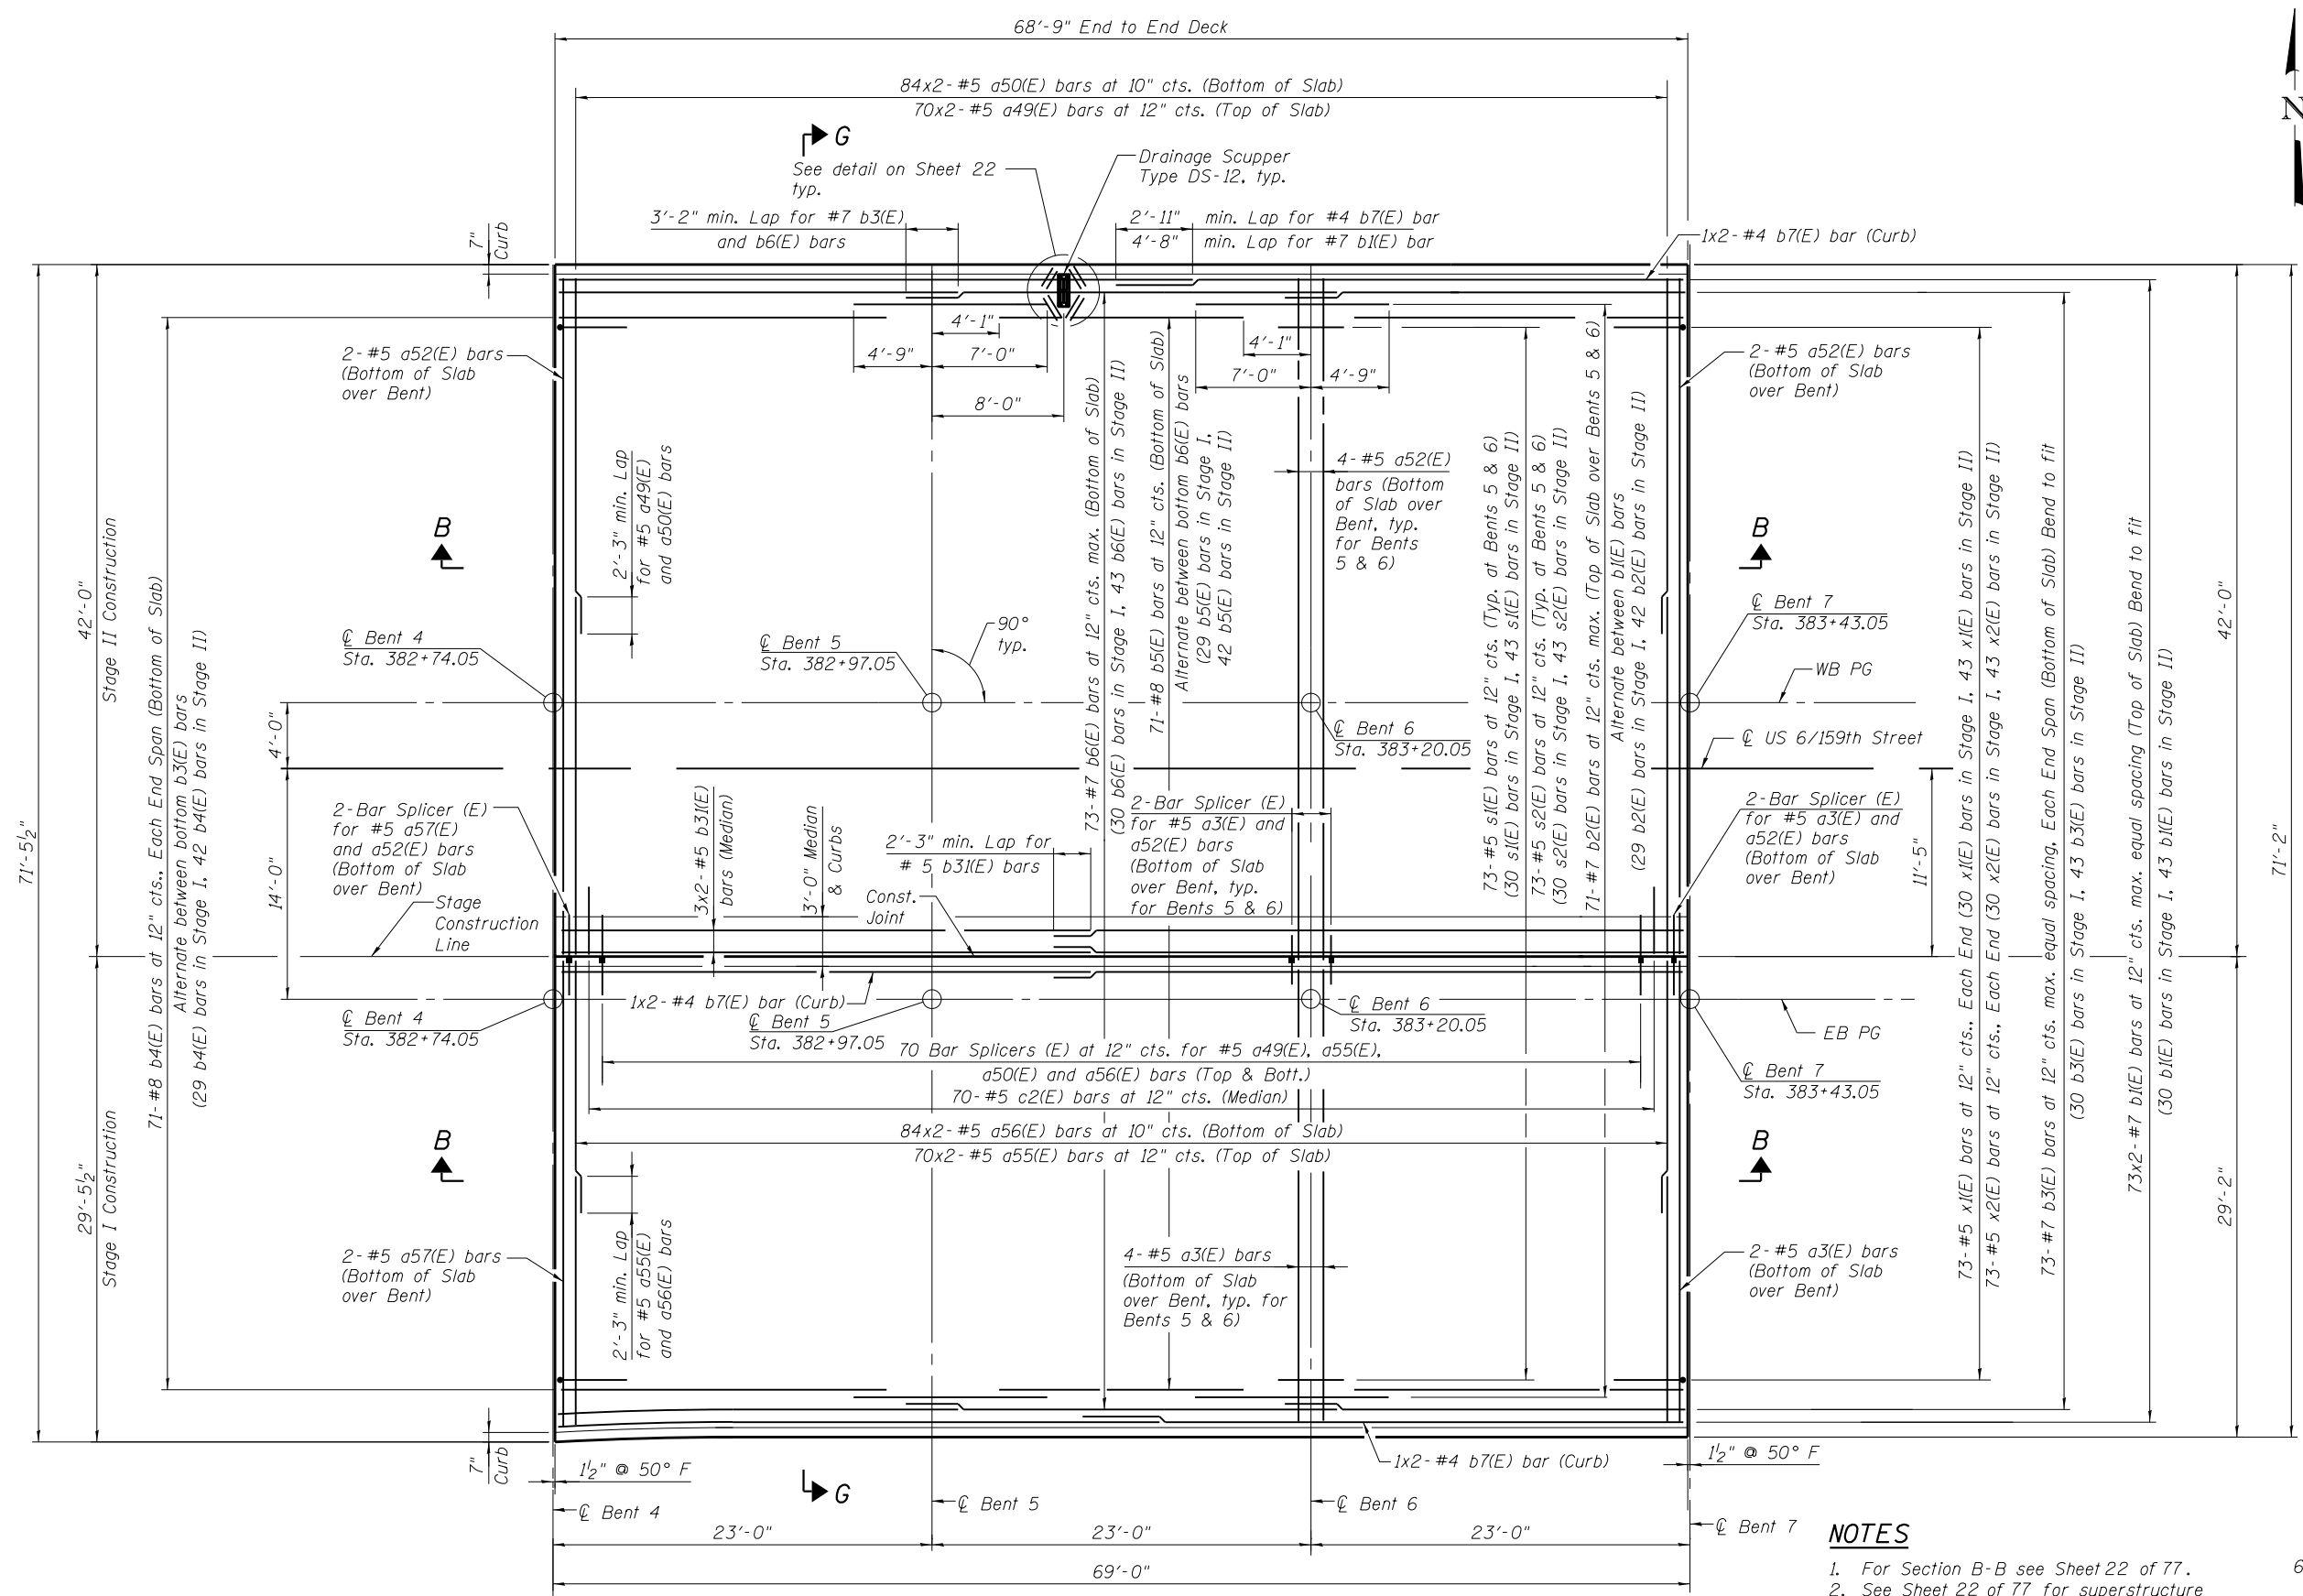 68'-9" End to End Deck
84x2-#5 a50(E) bars at 10" cts. (Bottom of Slab)
70x2-#5 a49(E) bars at 12" cts. (Top of Slab)
G
See detail on Sheet 22
typ.
Drainage Scupper
Type DS-12, typ.
N
3'-2" min. Lap for #7 b3(E)
and b6(E) bars
2'-11" min. Lap for #4 b7(E) bar
4'-8" min. Lap for #7 b1(E) bar
1x2-#4 b7(E) bar (Curb)
7"
Curb
2-#5 a52(E) bars
(Bottom of Slab
over Bent)
4'-1"
4'-9"
7'-0"
8'-0"
4'-1"
7'-0"
4'-9"
2-#5 a52(E) bars
(Bottom of Slab
over Bent)
2'-3" min. Lap
for #5 a49(E)
and a50(E) bars
4-#5 a52(E)
bars (Bottom
of Slab over
Bent, typ.
for Bents
5 & 6)
B
B
71'-5½"
42'-0"
Stage II Construction
29'-5½"
Stage I Construction
71-#8 b4(E) bars at 12" cts., Each End Span (Bottom of Slab)
Alternate between bottom b3(E) bars
(29 b4(E) bars in Stage I, 42 b4(E) bars in Stage II)
73-#7 b6(E) bars at 12" cts. max. (Bottom of Slab)
(30 b6(E) bars in Stage I, 43 b6(E) bars in Stage II)
71-#8 b5(E) bars at 12" cts. (Bottom of Slab)
Alternate between bottom b6(E) bars
(29 b5(E) bars in Stage I,
42 b5(E) bars in Stage II)
73-#5 s1(E) bars at 12" cts. (Typ. at Bents 5 & 6)
(30 s1(E) bars in Stage I, 43 s1(E) bars in Stage II)
73-#5 s2(E) bars at 12" cts. (Typ. at Bents 5 & 6)
(30 s2(E) bars in Stage I, 43 s2(E) bars in Stage II)
71-#7 b2(E) bars at 12" cts. max. (Top of Slab over Bents 5 & 6)
Alternate between b1(E) bars
(29 b2(E) bars in Stage I, 42 b2(E) bars in Stage II)
73-#5 x1(E) bars at 12" cts., Each End (30 x1(E) bars in Stage I, 43 x1(E) bars in Stage II)
73-#5 x2(E) bars at 12" cts., Each End (30 x2(E) bars in Stage I, 43 x2(E) bars in Stage II)
73-#7 b3(E) bars at 12" cts. max. equal spacing, Each End Span (Bottom of Slab) Bend to fit
(30 b3(E) bars in Stage I, 43 b3(E) bars in Stage II)
73x2-#7 b1(E) bars at 12" cts. max. equal spacing (Top of Slab) Bend to fit
(30 b1(E) bars in Stage I, 43 b1(E) bars in Stage II)
42'-0"
29'-2"
71'-2"
℄ Bent 4
Sta. 382+74.05
℄ Bent 5
Sta. 382+97.05
90°
typ.
℄ Bent 6
Sta. 383+20.05
℄ Bent 7
Sta. 383+43.05
WB PG
℄ US 6/159th Street
4'-0"
14'-0"
11'-5"
2-Bar Splicer (E)
for #5 a57(E)
and a52(E) bars
(Bottom of Slab
over Bent)
Stage
Construction
Line
3x2-#5 b31(E)
bars (Median)
3'-0" Median
& Curbs
2'-3" min. Lap for
# 5 b31(E) bars
Const.
Joint
2-Bar Splicer (E)
for #5 a3(E) and
a52(E) bars
(Bottom of Slab
over Bent, typ.
for Bents 5 & 6)
2-Bar Splicer (E)
for #5 a3(E) and
a52(E) bars
(Bottom of Slab
over Bent)
1x2-#4 b7(E) bar (Curb)
℄ Bent 4
Sta. 382+74.05
℄ Bent 5
Sta. 382+97.05
℄ Bent 6
Sta. 383+20.05
EB PG
℄ Bent 7
Sta. 383+43.05
70 Bar Splicers (E) at 12" cts. for #5 a49(E), a55(E),
a50(E) and a56(E) bars (Top & Bott.)
70-#5 c2(E) bars at 12" cts. (Median)
84x2-#5 a56(E) bars at 10" cts. (Bottom of Slab)
70x2-#5 a55(E) bars at 12" cts. (Top of Slab)
B
B
2'-3" min. Lap
for #5 a55(E)
and a56(E) bars
2-#5 a57(E) bars
(Bottom of Slab
over Bent)
4-#5 a3(E) bars
(Bottom of Slab
over Bent, typ. for
Bents 5 & 6)
2-#5 a3(E) bars
(Bottom of Slab
over Bent)
7"
Curb
1½" @ 50° F
G
1x2-#4 b7(E) bar (Curb)
1½" @ 50° F
℄ Bent 4
℄ Bent 5
℄ Bent 6
℄ Bent 7
23'-0"
23'-0"
23'-0"
69'-0"
NOTES
1. For Section B-B see Sheet 22 of 77.
2. See Sheet 22 of 77 for superstructure
6